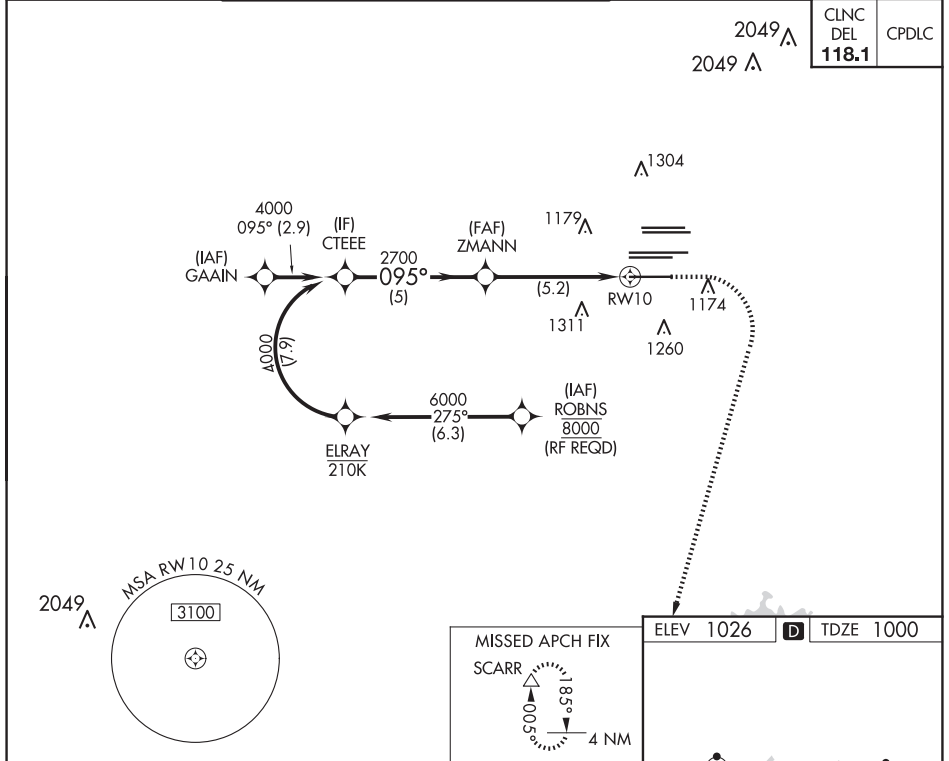 2049
2049
CLNC
DEL
118.1
CPDLC
1304
1179
4000
095° (2.9)
(IAF)
GAAIN
(IF)
CTEEE
2700
095°
(5)
(FAF)
ZMANN
(5.2)
RW10
1174
1311
1260
4000
(7.9)
ELRAY
210K
6000
275°
(6.3)
(IAF)
ROBNS
8000
(RF REQD)
MSA RW10 25 NM
3100
2049
MISSED APCH FIX
SCARR
185°
005°
4 NM
ELEV 1026
D
TDZE 1000